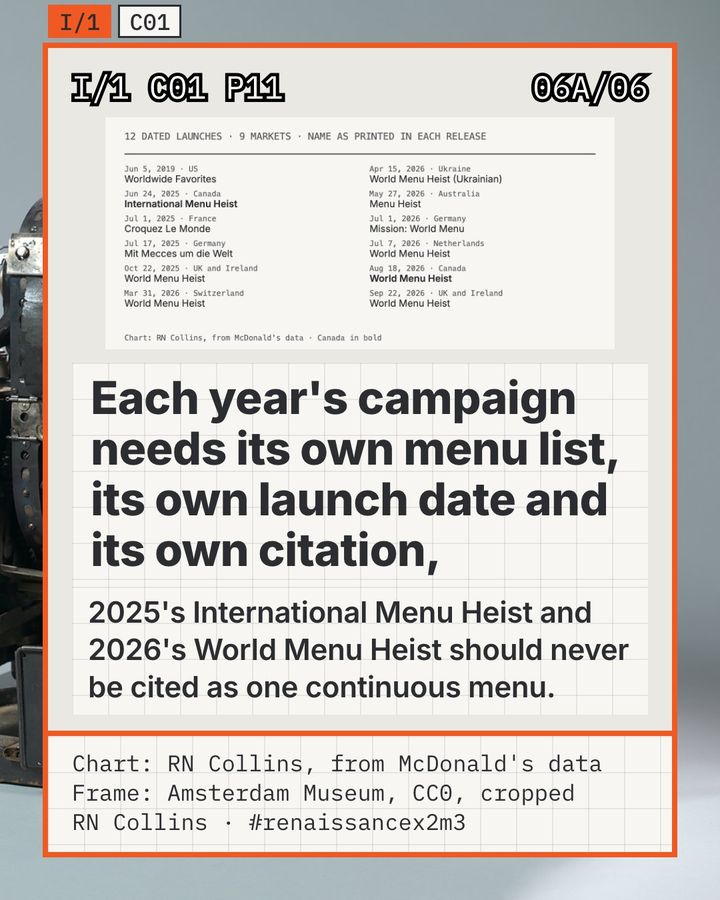 I/1 C01
I/1 C01 P11
06A/06
12 DATED LAUNCHES · 9 MARKETS · NAME AS PRINTED IN EACH RELEASE
Jun 5, 2019 · US
Worldwide Favorites
Jun 24, 2025 · Canada
International Menu Heist
Jul 1, 2025 · France
Croquez Le Monde
Jul 17, 2025 · Germany
Mit Mecces um die Welt
Oct 22, 2025 · UK and Ireland
World Menu Heist
Mar 31, 2026 · Switzerland
World Menu Heist
Apr 15, 2026 · Ukraine
World Menu Heist (Ukrainian)
May 27, 2026 · Australia
Menu Heist
Jul 1, 2026 · Germany
Mission: World Menu
Jul 7, 2026 · Netherlands
World Menu Heist
Aug 18, 2026 · Canada
World Menu Heist
Sep 22, 2026 · UK and Ireland
World Menu Heist
Chart: RN Collins, from McDonald's data · Canada in bold
Each year's campaign
needs its own menu list,
its own launch date and
its own citation,
2025's International Menu Heist and
2026's World Menu Heist should never
be cited as one continuous menu.
Chart: RN Collins, from McDonald's data
Frame: Amsterdam Museum, CC0, cropped
RN Collins · #renaissancex2m3